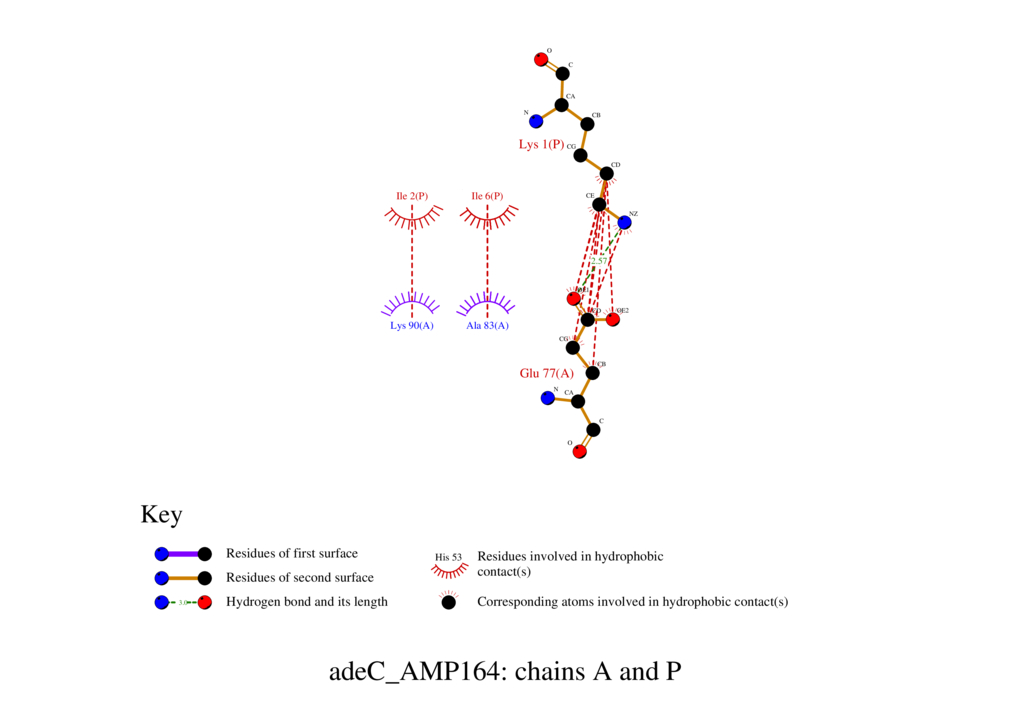 O
C
CA
N
CB
Lys 1(P)
CG
CD
CE
NZ
Ile 2(P)
Ile 6(P)
2.57
Lys 90(A)
Ala 83(A)
OE2
CG
CB
Glu 77(A)
N
CA
C
O
Key
Residues of first surface
Residues of second surface
3.0
Hydrogen bond and its length
His 53
Residues involved in hydrophobic
contact(s)
Corresponding atoms involved in hydrophobic contact(s)
adeC_AMP164: chains A and P